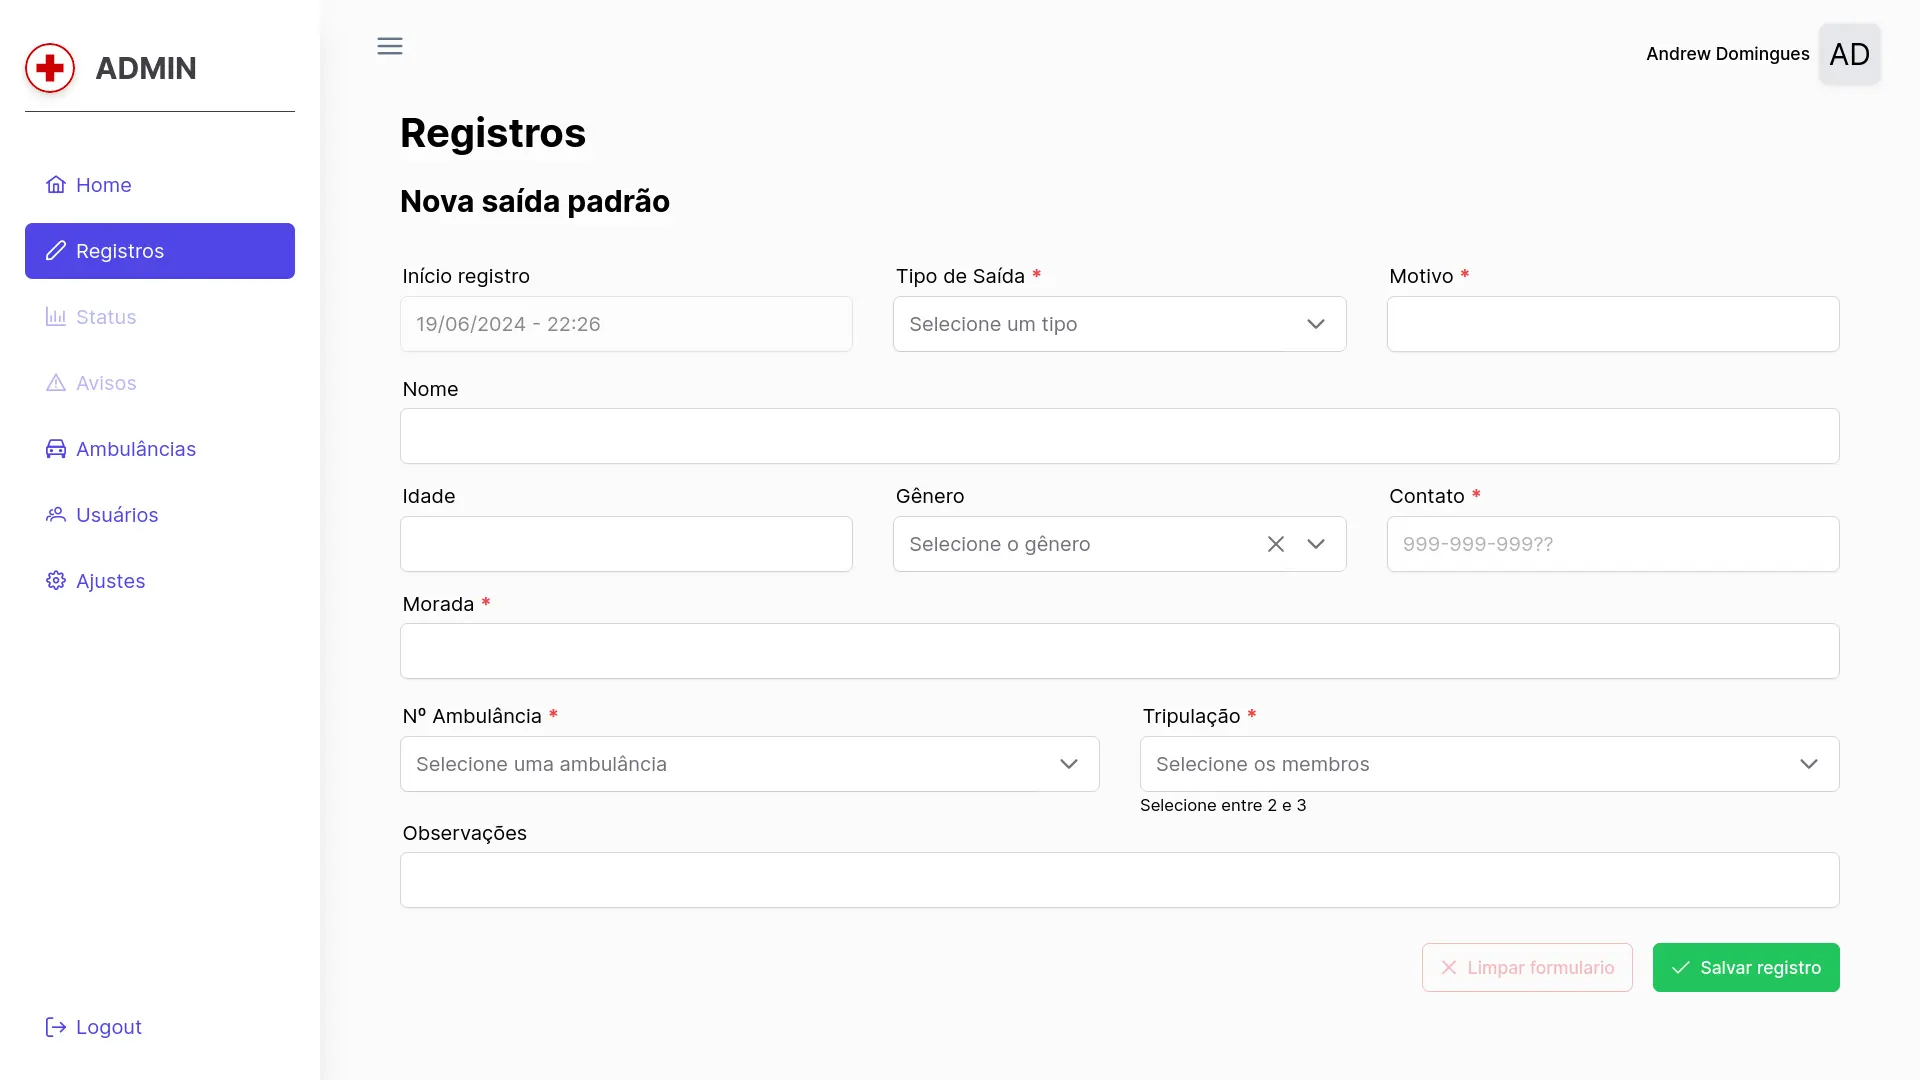 ADMIN
Home
Registros
Status
Avisos
Ambulâncias
Usuários
Ajustes
Logout
Andrew Domingues AD
Registros
Nova saída padrão
Início registro Tipo de Saída * Motivo *
19/06/2024 - 22:26 Selecione um tipo
Nome
Idade Gênero Contato *
Selecione o gênero 999-999-999??
Morada *
Nº Ambulância * Tripulação *
Selecione uma ambulância Selecione os membros
Selecione entre 2 e 3
Observações
Limpar formulario Salvar registro